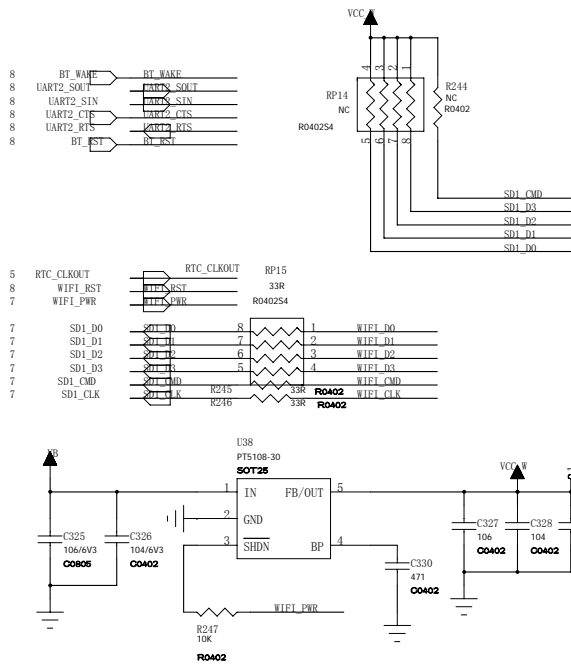 VCC_W
8 BT_WAKE BT_WAKE
8 UART2_SOUT UART2_SOUT
8 UART2_SIN UART2_SIN
8 UART2_CTS UART2_CTS
8 UART2_RTS UART2_RTS
8 BT_RST BT_RST
4 3 2 1
RP14
NC
R0402S4
R244
NC
R0402
5 6 7 8
SD1_CMD
SD1_D3
SD1_D2
SD1_D1
SD1_D0
5 RTC_CLKOUT RTC_CLKOUT
8 WIFI_RST WIFI_RST
7 WIFI_PWR WIFI_PWR
RP15
33R
R0402S4
7 SD1_D0 SD1_D0 8 1 WIFI_D0
7 SD1_D1 SD1_D1 7 2 WIFI_D1
7 SD1_D2 SD1_D2 6 3 WIFI_D2
7 SD1_D3 SD1_D3 5 4 WIFI_D3
7 SD1_CMD SD1_CMD R245 33R R0402 WIFI_CMD
7 SD1_CLK SD1_CLK R246 33R R0402 WIFI_CLK
U38
PT5108-30
SOT25
VCC_W
1 IN FB/OUT 5
2 GND
3 SHDN BP 4
C325
106/6V3
C0805
C326
104/6V3
C0402
C327
106
C0402
C328
104
C0402
C330
471
C0402
WIFI_PWR
R247
10K
R0402